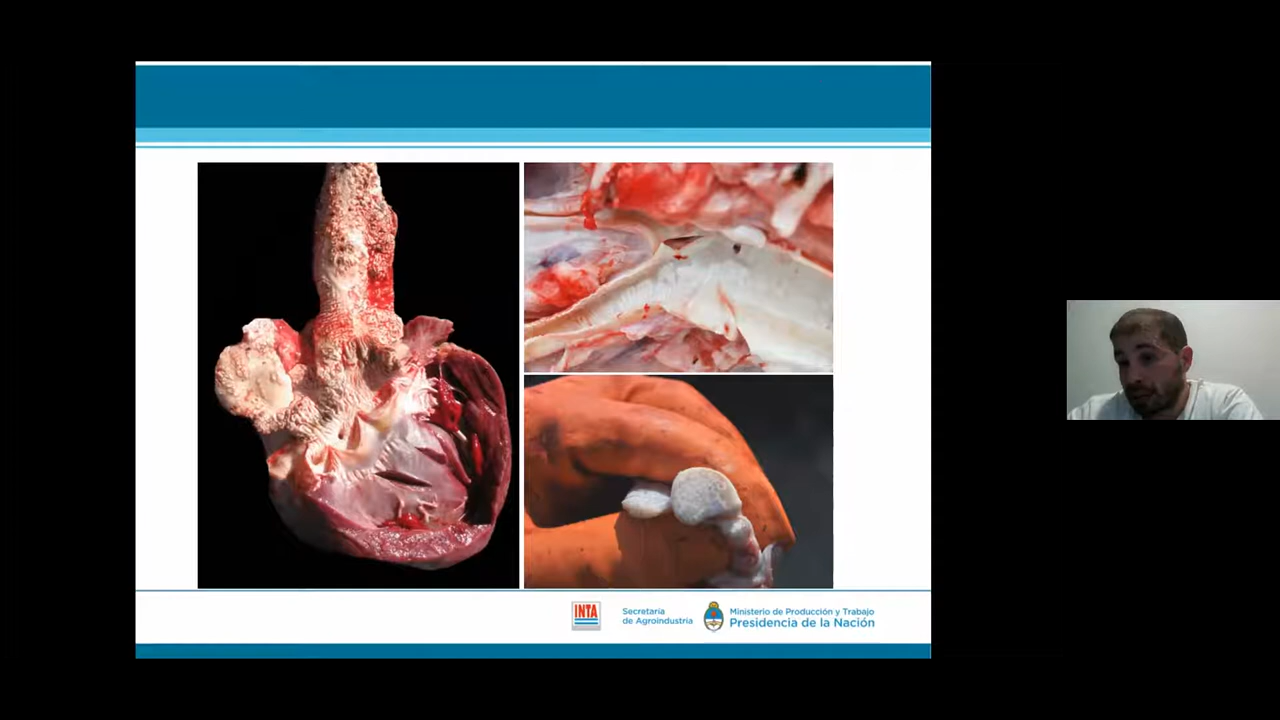 INTA
Secretaría
de Agroindustria
Ministerio de Producción y Trabajo
Presidencia de la Nación